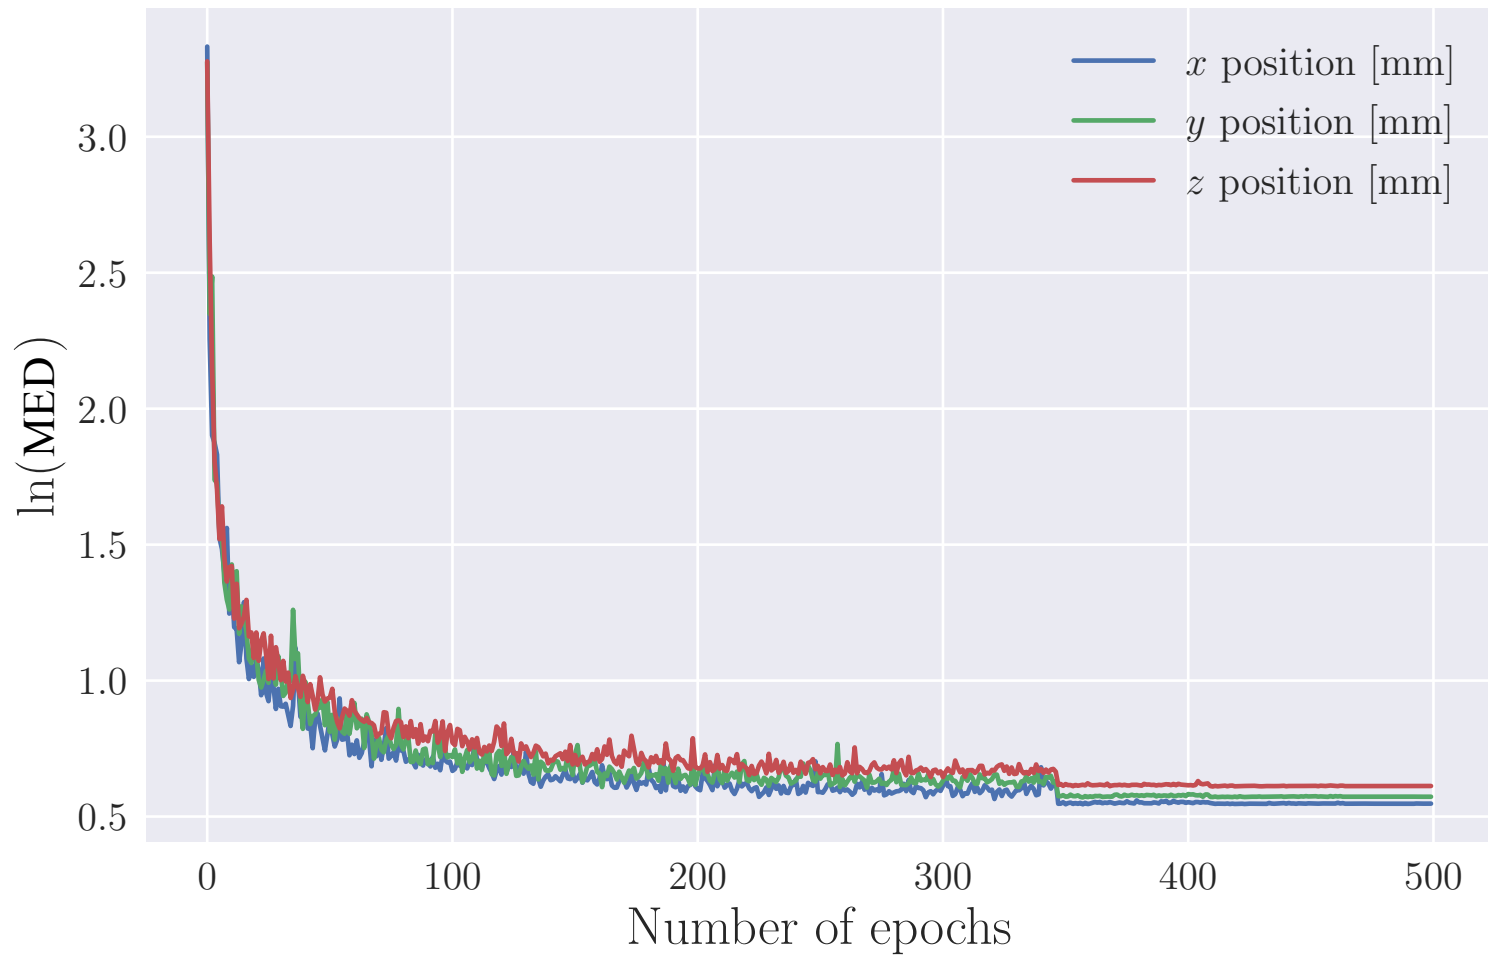 x position [mm]
y position [mm]
z position [mm]
3.0
2.5
2.0
1.5
1.0
0.5
ln(MED)
0 100 200 300 400 500
Number of epochs